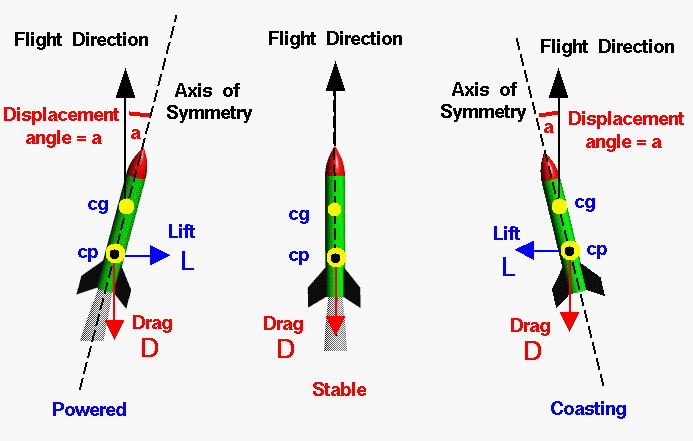 Flight Direction
Axis of
Symmetry
Displacement
angle = a
a
cg
cp
Lift
L
Drag
D
Powered
Flight Direction
cg
cp
Drag
D
Stable
Flight Direction
Axis of
Symmetry
Displacement
angle = a
a
cg
cp
Lift
L
Drag
D
Coasting